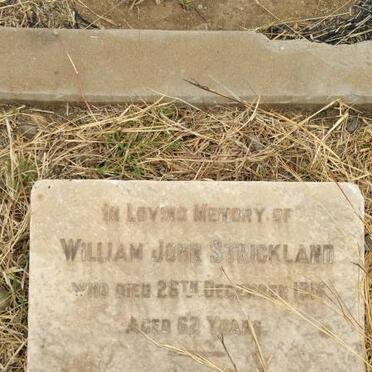 In Loving Memory of
William John Strickland
who died 26th December
Aged 62 Years